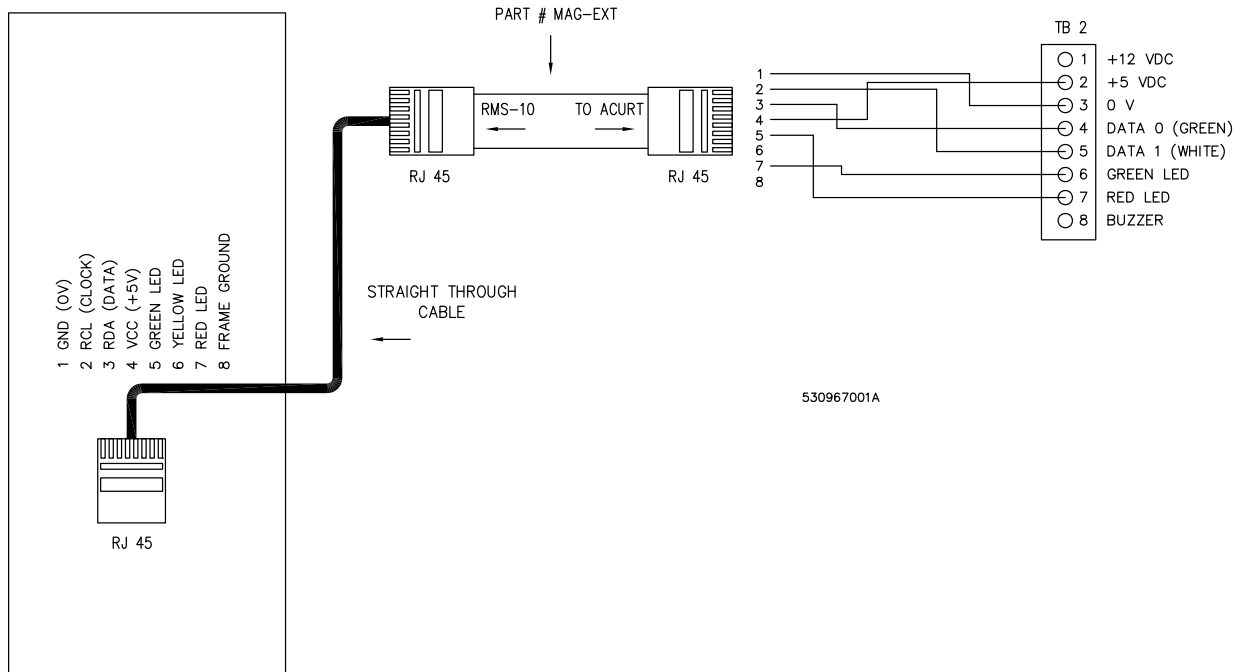 PART # MAG-EXT
RMS-10
TO ACURT
RJ 45
RJ 45
1
2
3
4
5
6
7
8
TB 2
1 +12 VDC
2 +5 VDC
3 0 V
4 DATA 0 (GREEN)
5 DATA 1 (WHITE)
6 GREEN LED
7 RED LED
8 BUZZER
STRAIGHT THROUGH
CABLE
1 GND (0V)
2 RCL (CLOCK)
3 RDA (DATA)
4 VCC (+5V)
5 GREEN LED
6 YELLOW LED
7 RED LED
8 FRAME GROUND
RJ 45
530967001A